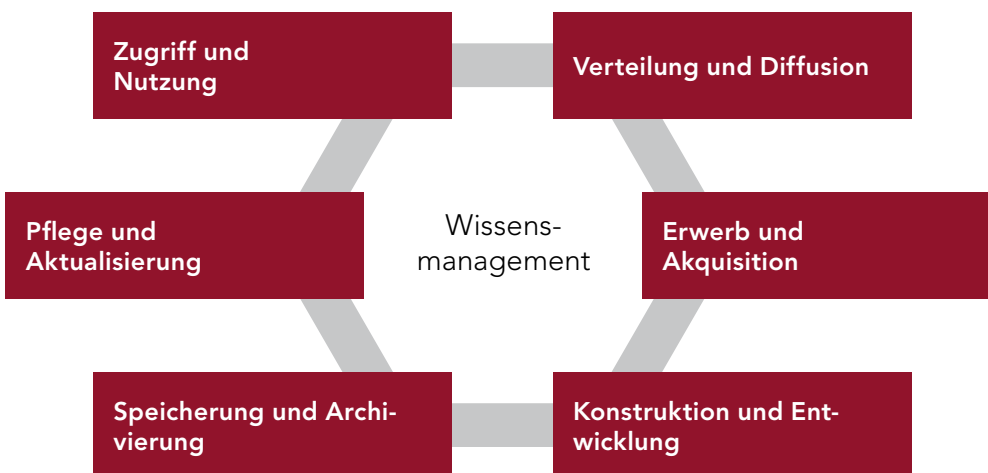 Zugriff und
Nutzung
Verteilung und Diffusion
Pflege und
Aktualisierung
Wissens-
management
Erwerb und
Akquisition
Speicherung und Archi-
vierung
Konstruktion und Ent-
wicklung